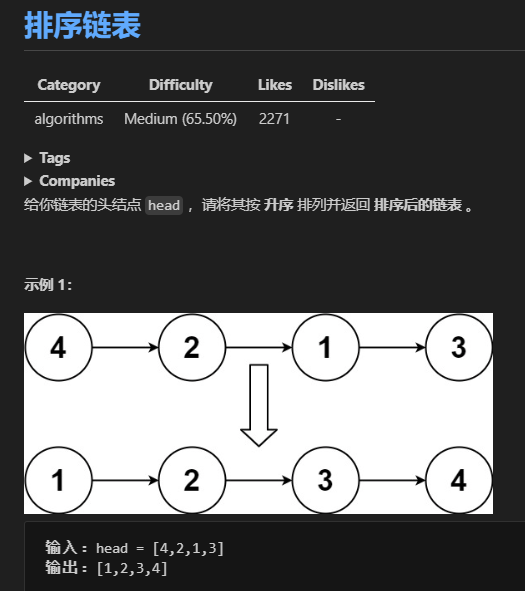 排序链表
Category Difficulty Likes Dislikes
algorithms Medium (65.50%) 2271 -
Tags
Companies
给你链表的头结点 head ，请将其按 升序 排列并返回 排序后的链表 。
示例 1：
4 2 1 3
1 2 3 4
输入：head = [4,2,1,3]
输出：[1,2,3,4]